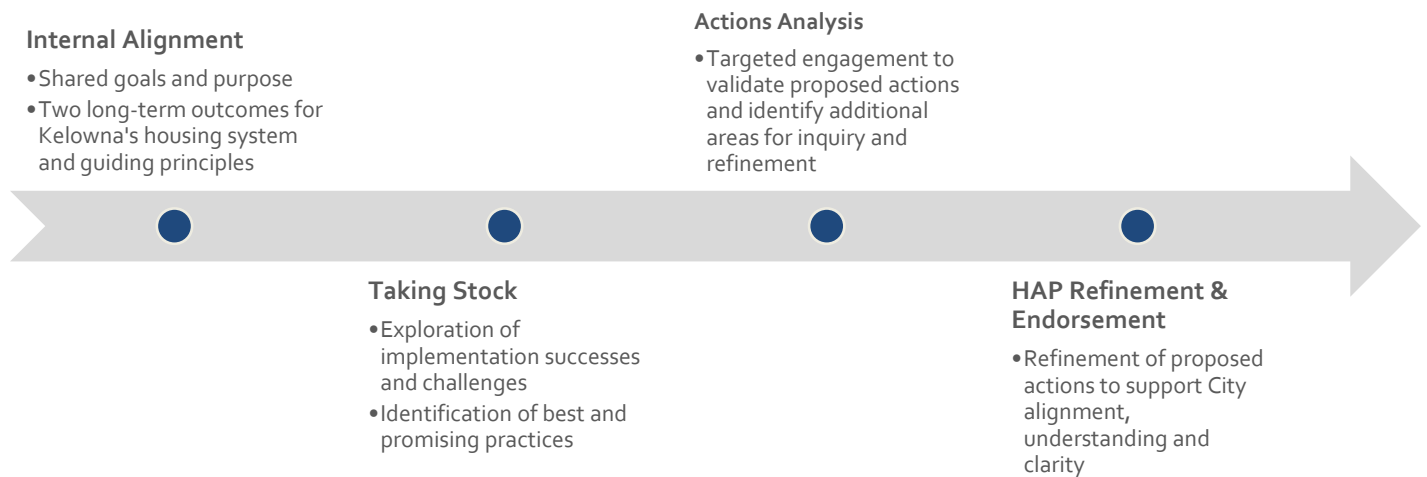 Internal Alignment
•Shared goals and purpose
•Two long-term outcomes for
Kelowna's housing system
and guiding principles
Taking Stock
•Exploration of
implementation successes
and challenges
•Identification of best and
promising practices
Actions Analysis
•Targeted engagement to
validate proposed actions
and identify additional
areas for inquiry and
refinement
HAP Refinement &
Endorsement
•Refinement of proposed
actions to support City
alignment,
understanding and
clarity